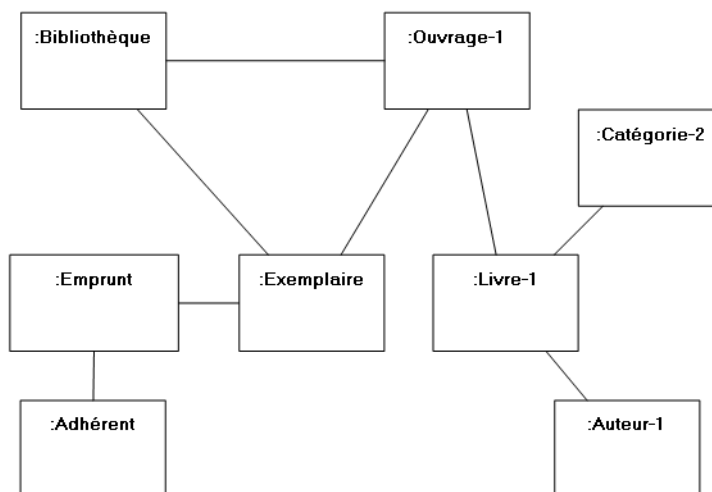 :Bibliothèque
:Ouvrage-1
:Catégorie-2
:Emprunt
:Exemplaire
:Livre-1
:Adhérent
:Auteur-1